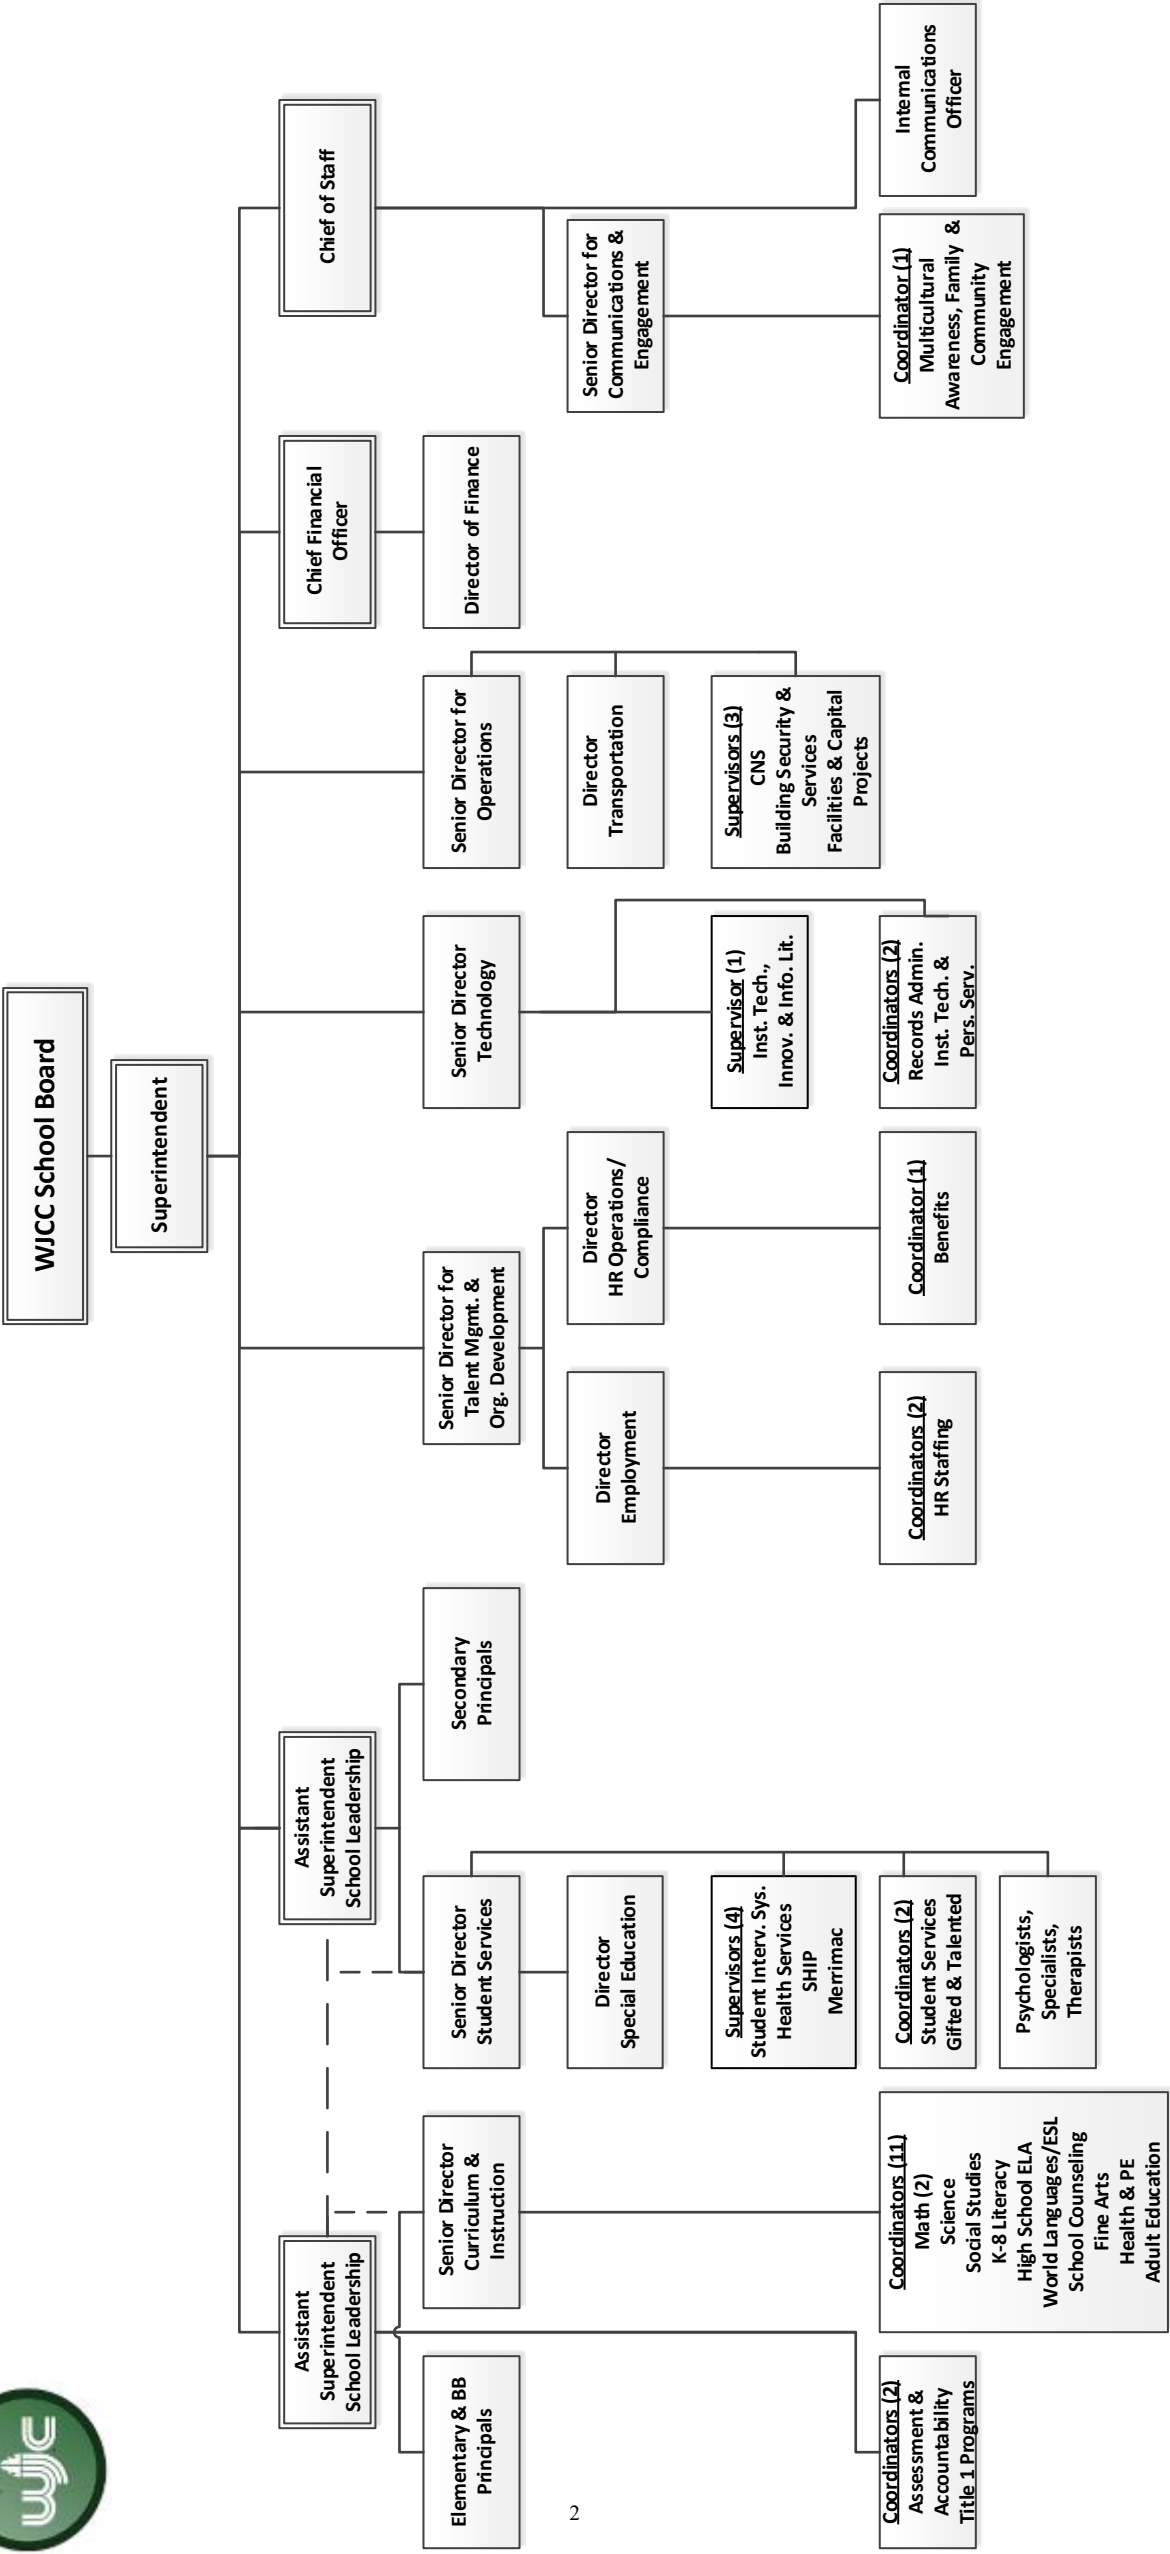 WJCC School Board
Superintendent
Assistant
Superintendent
School Leadership
Assistant
Superintendent
School Leadership
Chief Financial
Officer
Chief of Staff
Elementary & BB
Principals
Senior Director
Curriculum &
Instruction
Senior Director
Student Services
Secondary
Principals
Senior Director for
Talent Mgmt. &
Org. Development
Senior Director
Technology
Senior Director for
Operations
Director of Finance
Director
Special Education
Director
Employment
Director
HR Operations/
Compliance
Director
Transportation
Senior Director for
Communications &
Engagement
Supervisors (4)
Student Interv. Sys.
Health Services
SHIP
Merrimac
Supervisor (1)
Inst. Tech.,
Innov. & Info. Lit.
Supervisors (3)
CNS
Building Security &
Services
Facilities & Capital
Projects
Coordinators (2)
Assessment &
Accountability
Title 1 Programs
Coordinators (11)
Math (2)
Science
Social Studies
K-8 Literacy
High School ELA
World Languages/ESL
School Counseling
Fine Arts
Health & PE
Adult Education
Coordinators (2)
Student Services
Gifted & Talented
Psychologists,
Specialists,
Therapists
Coordinators (2)
HR Staffing
Coordinator (1)
Benefits
Coordinators (2)
Records Admin.
Inst. Tech. &
Pers. Serv.
Coordinator (1)
Multicultural
Awareness, Family &
Community
Engagement
Internal
Communications
Officer
wjc
2